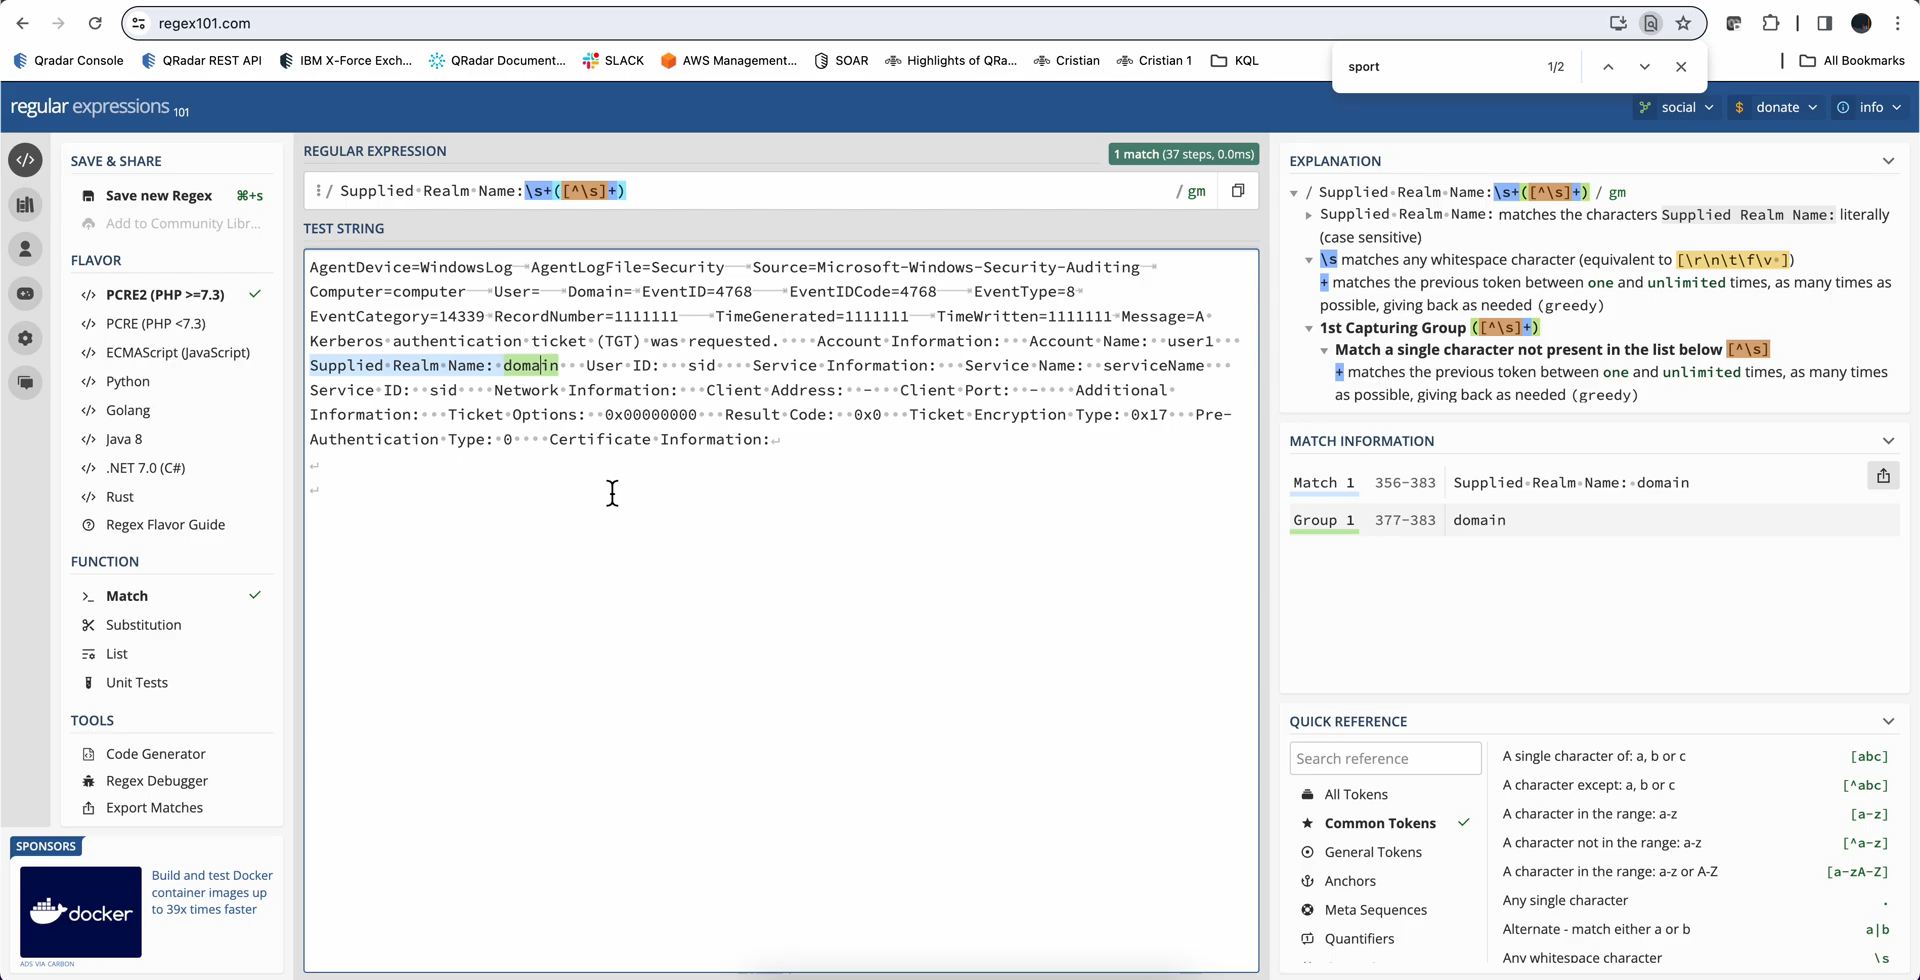 regex101.com
Qradar Console
QRadar REST API
IBM X-Force Exch...
QRadar Document...
SLACK
AWS Management...
SOAR
Highlights of QRa...
Cristian
Cristian 1
KQL
All Bookmarks
sport
1/2
regular expressions 101
social
$ donate
info
SAVE & SHARE
Save new Regex ⌘+s
Add to Community Libr...
FLAVOR
</> PCRE2 (PHP >=7.3)
</> PCRE (PHP <7.3)
</> ECMAScript (JavaScript)
</> Python
</> Golang
</> Java 8
</> .NET 7.0 (C#)
</> Rust
Regex Flavor Guide
FUNCTION
Match
Substitution
List
Unit Tests
TOOLS
Code Generator
Regex Debugger
Export Matches
SPONSORS
docker
Build and test Docker
container images up
to 39x times faster
ADS VIA CARBON
REGULAR EXPRESSION
1 match (37 steps, 0.0ms)
/ Supplied·Realm·Name:\s+([^\s]+)
/ gm
TEST STRING
AgentDevice=WindowsLog→AgentLogFile=Security→Source=Microsoft-Windows-Security-Auditing→
Computer=computer→User=→Domain=→EventID=4768→EventIDCode=4768→EventType=8→
EventCategory=14339→RecordNumber=1111111→TimeGenerated=1111111→TimeWritten=1111111→Message=A·
Kerberos·authentication·ticket·(TGT)·was·requested.····Account·Information:···Account·Name:··user1···
Supplied·Realm·Name:·domain···User·ID:···sid····Service·Information:···Service·Name:··serviceName···
Service·ID:··sid····Network·Information:···Client·Address:··-···Client·Port:··-····Additional·
Information:···Ticket·Options:··0x00000000···Result·Code:··0x0···Ticket·Encryption·Type:·0x17···Pre-
Authentication·Type:·0····Certificate·Information:↵
↵
↵
EXPLANATION
/ Supplied·Realm·Name:\s+([^\s]+) / gm
Supplied·Realm·Name: matches the characters Supplied Realm Name: literally
(case sensitive)
\s matches any whitespace character (equivalent to [\r\n\t\f\v ])
+ matches the previous token between one and unlimited times, as many times as
possible, giving back as needed (greedy)
1st Capturing Group ([^\s]+)
Match a single character not present in the list below [^\s]
+ matches the previous token between one and unlimited times, as many times
as possible, giving back as needed (greedy)
MATCH INFORMATION
Match 1 356-383 Supplied·Realm·Name:·domain
Group 1 377-383 domain
QUICK REFERENCE
Search reference
All Tokens
Common Tokens
General Tokens
Anchors
Meta Sequences
Quantifiers
A single character of: a, b or c [abc]
A character except: a, b or c [^abc]
A character in the range: a-z [a-z]
A character not in the range: a-z [^a-z]
A character in the range: a-z or A-Z [a-zA-Z]
Any single character .
Alternate - match either a or b a|b
Any whitespace character \s